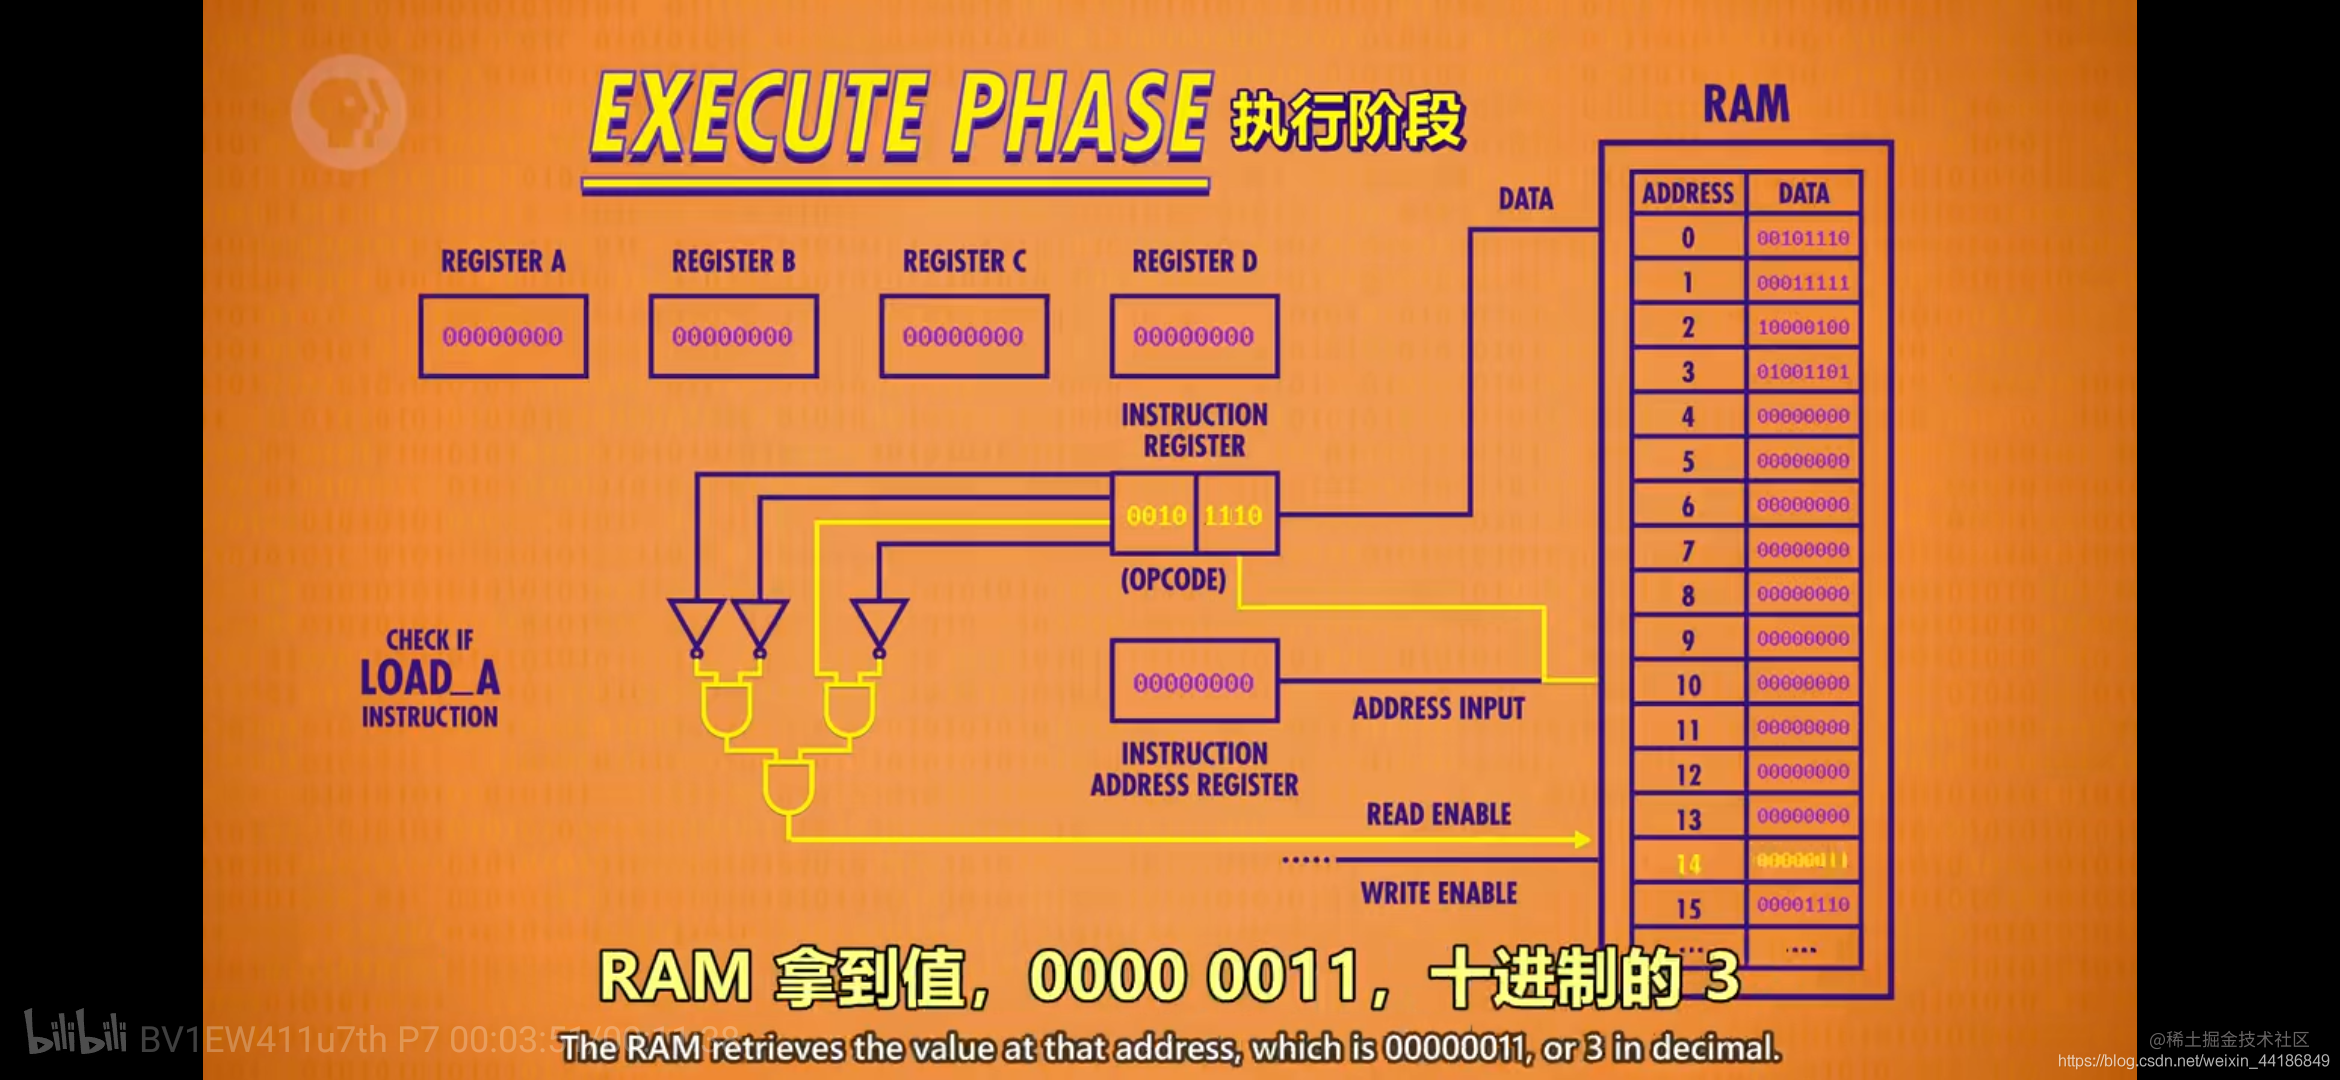 EXECUTE PHASE 执行阶段
RAM
ADDRESS DATA
0 00101110
1 00011111
2 10000100
3 01001101
4 00000000
5 00000000
6 00000000
7 00000000
8 00000000
9 00000000
10 00000000
11 00000000
12 00000000
13 00000000
14
15 00001110
... ....
DATA
REGISTER A
00000000
REGISTER B
00000000
REGISTER C
00000000
REGISTER D
00000000
INSTRUCTION
REGISTER
0010 1110
(OPCODE)
CHECK IF
LOAD_A
INSTRUCTION
00000000
ADDRESS INPUT
INSTRUCTION
ADDRESS REGISTER
READ ENABLE
WRITE ENABLE
RAM 拿到值，0000 0011，十进制的 3
The RAM retrieves the value at that address, which is 00000011, or 3 in decimal.
bilibili BV1EW411u7th P7
@稀土掘金技术社区
https://blog.csdn.net/weixin_44186849